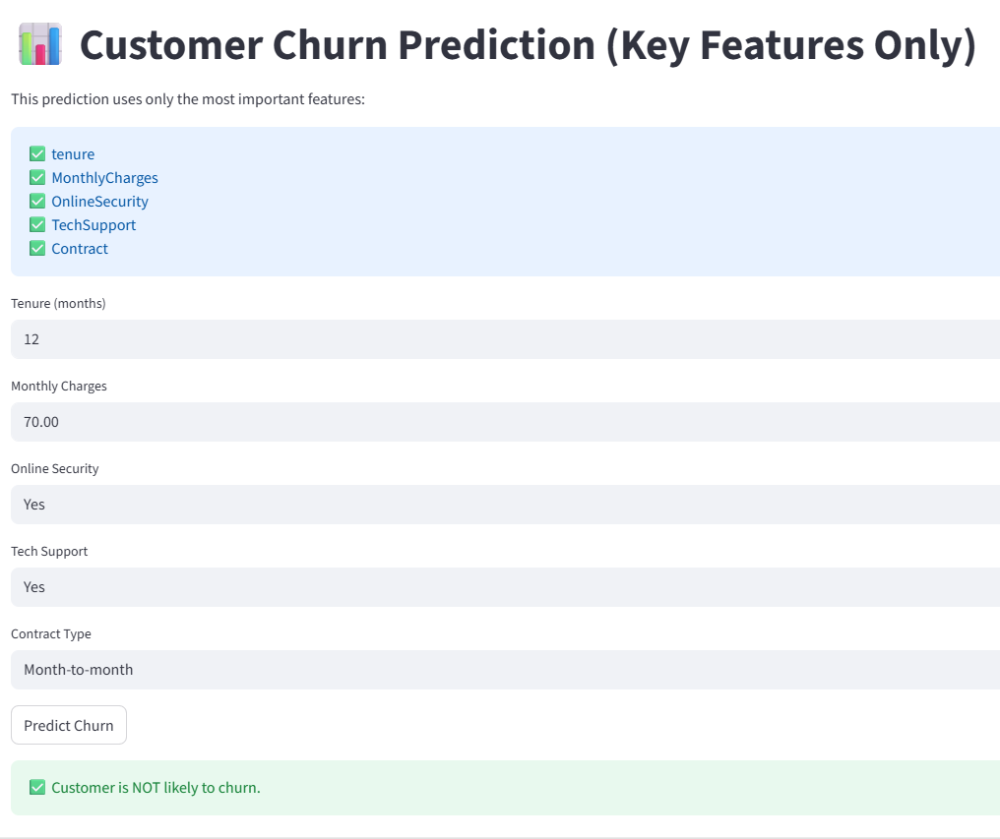 Customer Churn Prediction (Key Features Only)
This prediction uses only the most important features:
tenure
MonthlyCharges
OnlineSecurity
TechSupport
Contract
Tenure (months)
12
Monthly Charges
70.00
Online Security
Yes
Tech Support
Yes
Contract Type
Month-to-month
Predict Churn
Customer is NOT likely to churn.